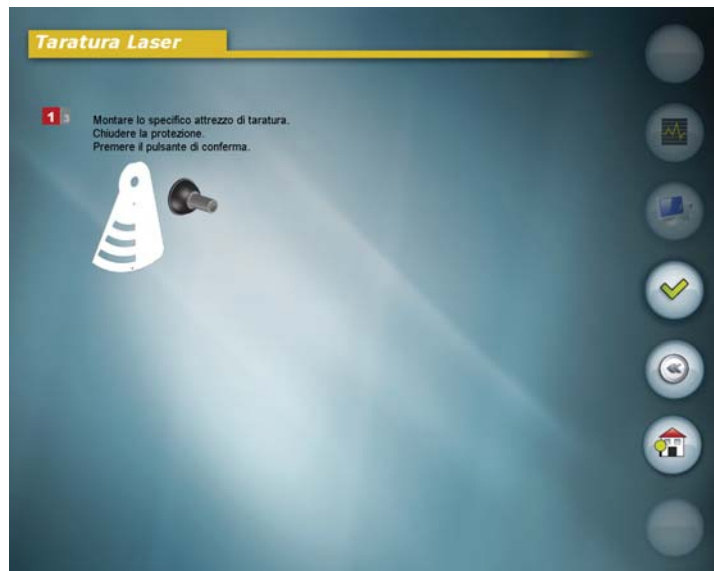 Taratura Laser
1 3
Montare lo specifico attrezzo di taratura.
Chiudere la protezione.
Premere il pulsante di conferma.